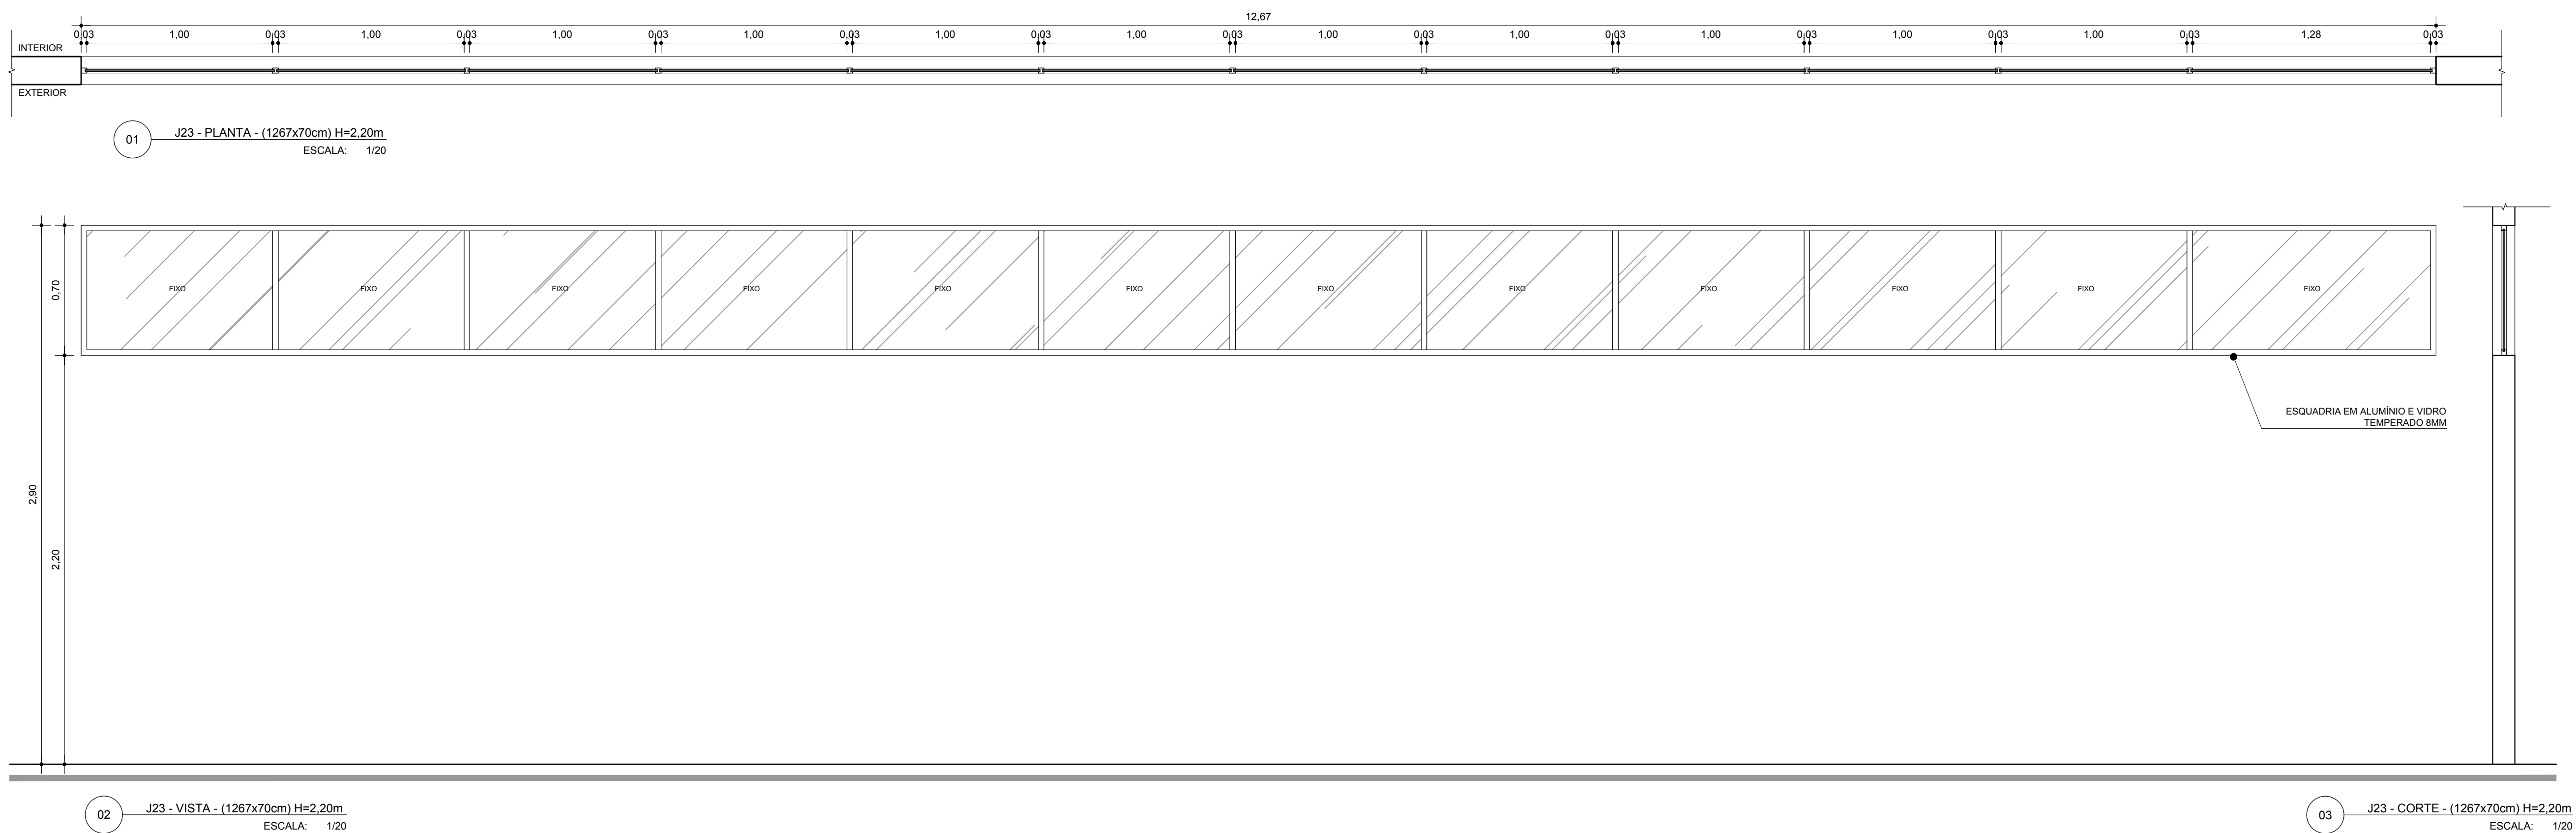 12,67
0,03 1,00 0,03 1,00 0,03 1,00 0,03 1,00 0,03 1,00 0,03 1,00 0,03 1,00 0,03 1,00 0,03 1,00 0,03 1,00 0,03 1,00 0,03 1,28 0,03
INTERIOR
EXTERIOR
01
J23 - PLANTA - (1267x70cm) H=2,20m
ESCALA: 1/20
0,70
FIXO FIXO FIXO FIXO FIXO FIXO FIXO FIXO FIXO FIXO FIXO FIXO
ESQUADRIA EM ALUMÍNIO E VIDRO
TEMPERADO 8MM
2,90
2,20
02
J23 - VISTA - (1267x70cm) H=2,20m
ESCALA: 1/20
03
J23 - CORTE - (1267x70cm) H=2,20m
ESCALA: 1/20